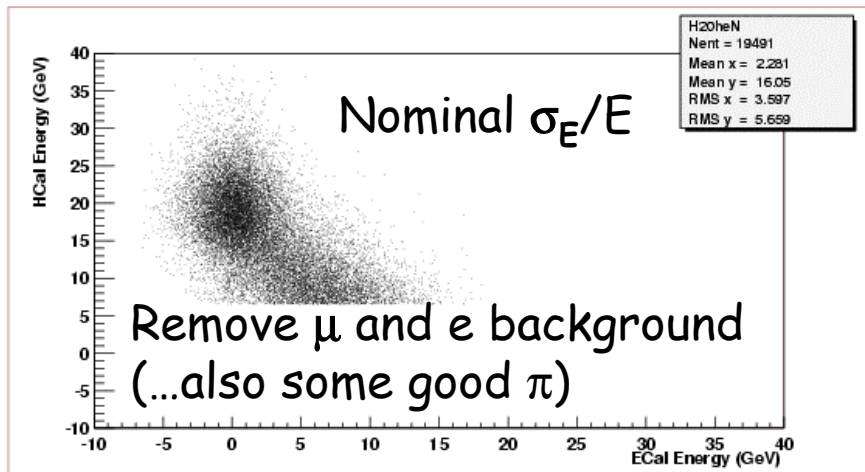 H20heN
Nent = 19491
Mean x = 2.281
Mean y = 16.05
RMS x = 3.597
RMS y = 5.659
HCal Energy (GeV)
40
35
30
25
20
15
10
5
0
-5
-10
Nominal σE/E
Remove μ and e background
(...also some good π)
-10 -5 0 5 10 15 20 25 30 35 40
ECal Energy (GeV)